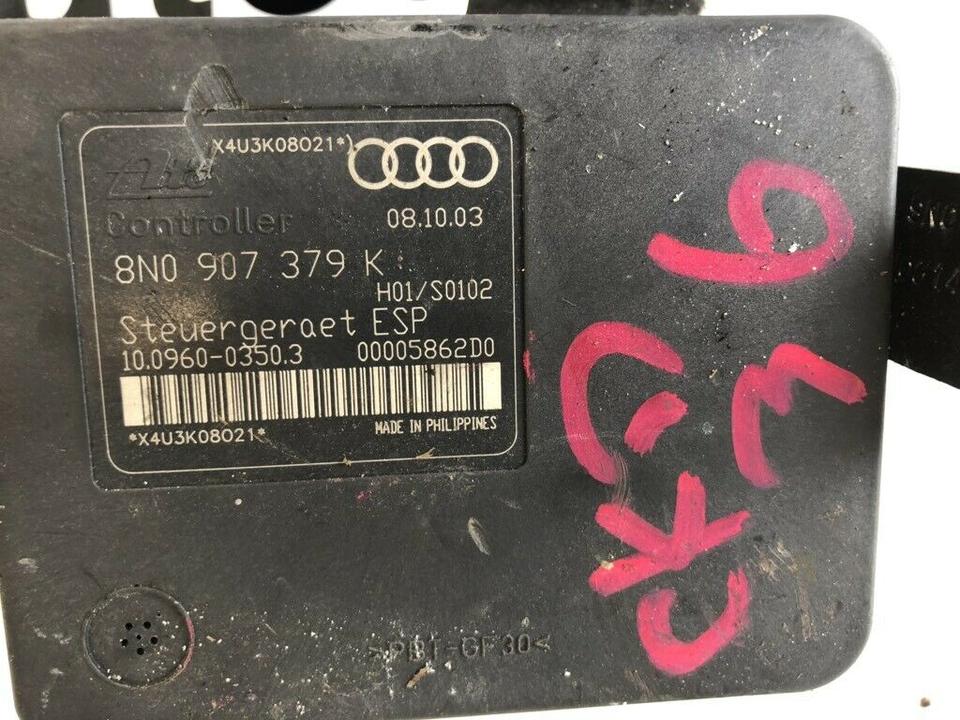 X4U3K08021*)
Ate
Controller
08.10.03
8N0 907 379 K
H01/S0102
Steuergeraet ESP
10.0960-0350.3 00005862D0
MADE IN PHILIPPINES
*X4U3K08021*
>PBT-GF30<